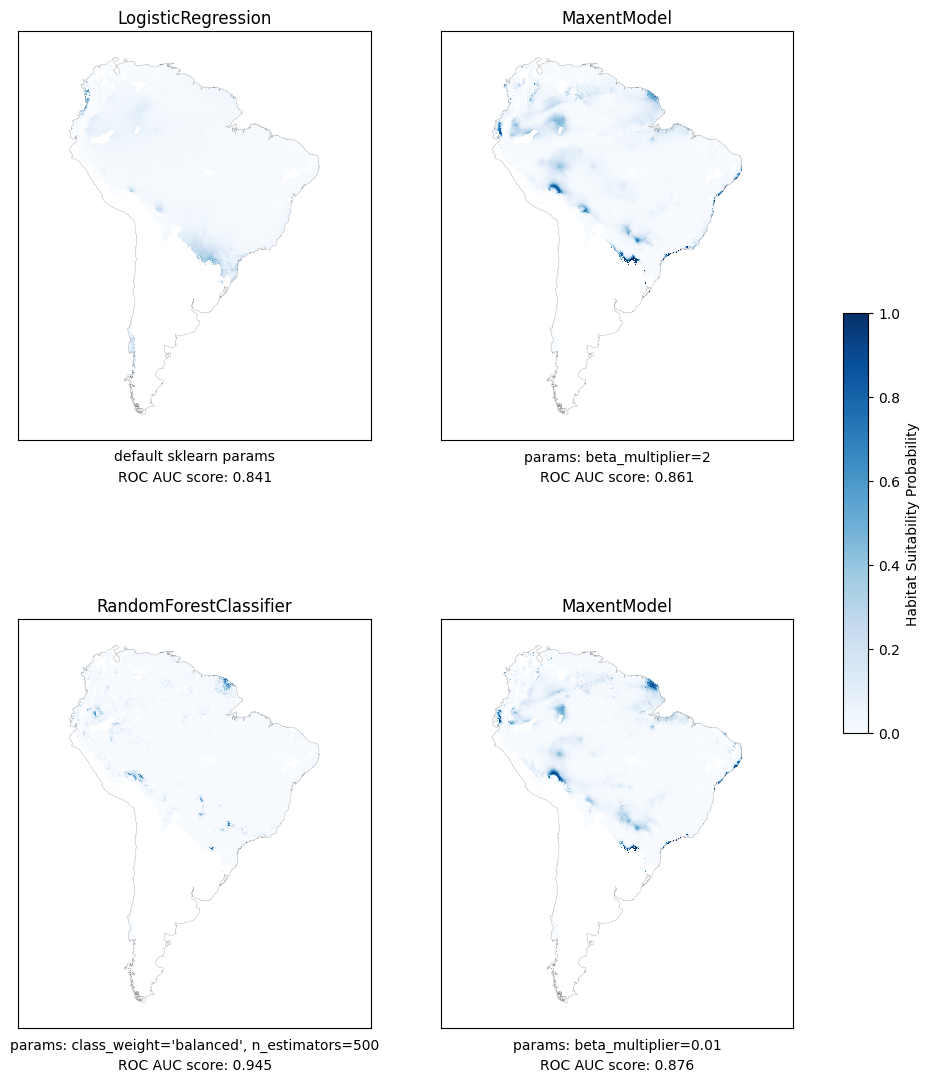 LogisticRegression
MaxentModel
default sklearn params
ROC AUC score: 0.841
params: beta_multiplier=2
ROC AUC score: 0.861
1.0
0.8
0.6
0.4
0.2
0.0
Habitat Suitability Probability
RandomForestClassifier
MaxentModel
params: class_weight='balanced', n_estimators=500
ROC AUC score: 0.945
params: beta_multiplier=0.01
ROC AUC score: 0.876